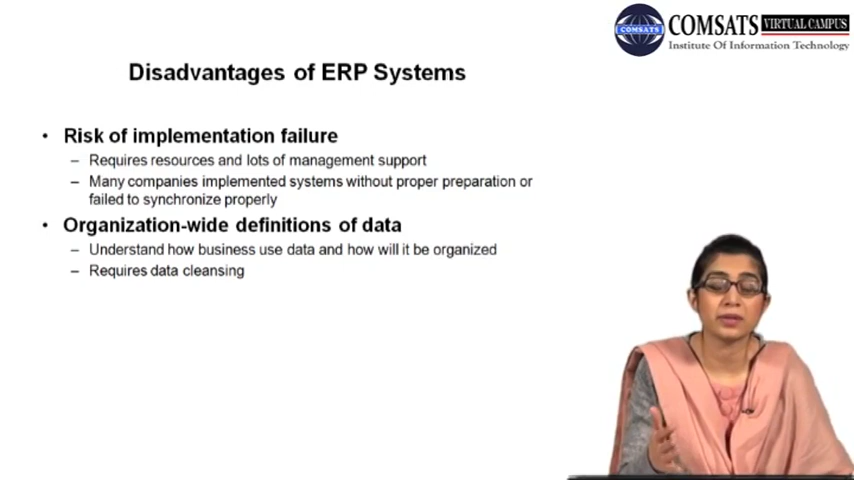 COMSATS VIRTUAL CAMPUS
COMSATS
Institute Of Information Technology
Disadvantages of ERP Systems
• Risk of implementation failure
– Requires resources and lots of management support
– Many companies implemented systems without proper preparation or
failed to synchronize properly
• Organization-wide definitions of data
– Understand how business use data and how will it be organized
– Requires data cleansing